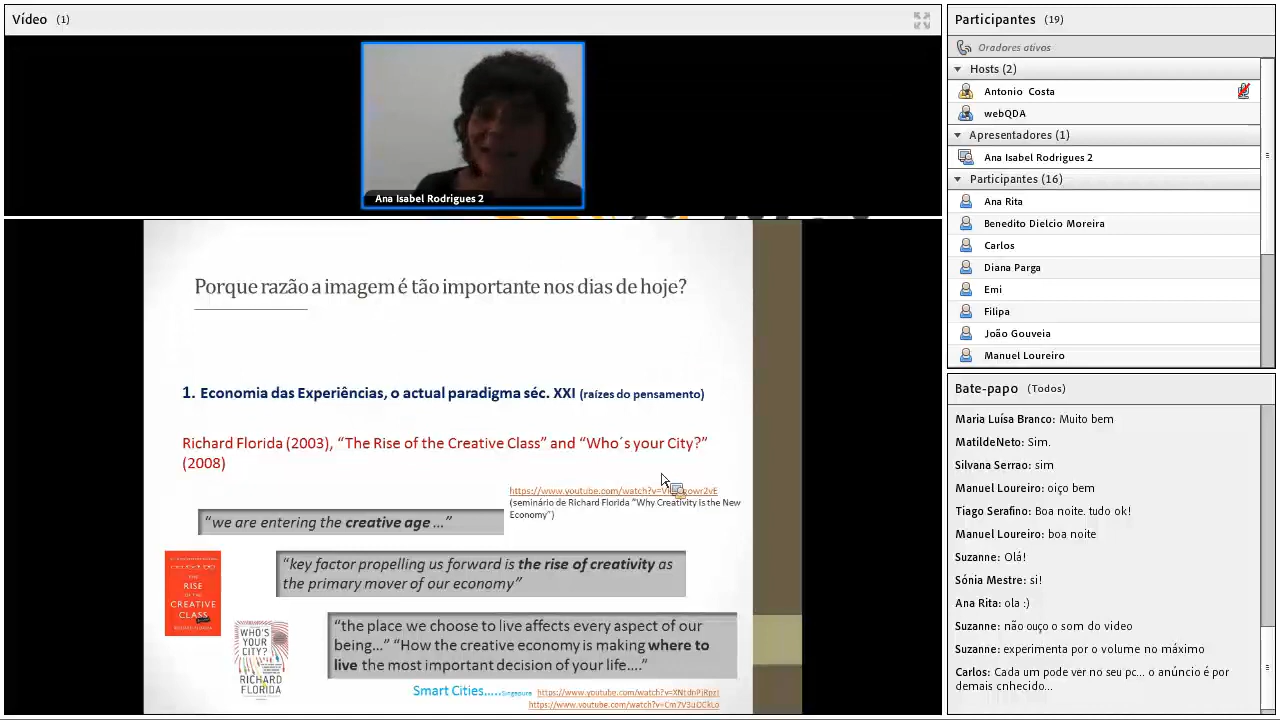 Vídeo (1)
Ana Isabel Rodrigues 2
Porque razão a imagem é tão importante nos dias de hoje?
1. Economia das Experiências, o actual paradigma séc. XXI (raízes do pensamento)
Richard Florida (2003), “The Rise of the Creative Class” and “Who´s your City?”
(2008)
(seminário de Richard Florida “Why Creativity is the New
Economy”)
“we are entering the creative age …”
“key factor propelling us forward is the rise of creativity as
the primary mover of our economy”
THE
RISE
OF THE
CREATIVE
CLASS
RICHARD FLORIDA
WHO'S
YOUR
CITY?
RICHARD
FLORIDA
“the place we choose to live affects every aspect of our
being…” “How the creative economy is making where to
live the most important decision of your life….”
Smart Cities.....Singapura
Participantes (19)
Oradores ativos
Hosts (2)
Antonio Costa
webQDA
Apresentadores (1)
Ana Isabel Rodrigues 2
Participantes (16)
Ana Rita
Benedito Dielcio Moreira
Carlos
Diana Parga
Emi
Filipa
João Gouveia
Manuel Loureiro
Bate-papo (Todos)
Maria Luísa Branco: Muito bem
MatildeNeto: Sim.
Silvana Serrao: sim
Manuel Loureiro: oiço bem
Tiago Serafino: Boa noite. tudo ok!
Manuel Loureiro: boa noite
Suzanne: Olá!
Sónia Mestre: si!
Ana Rita: ola :)
Suzanne: não ouço o som do video
Suzanne: experimenta por o volume no máximo
Carlos: Cada um pode ver no seu pc... o anúncio é por
demais conhecido.